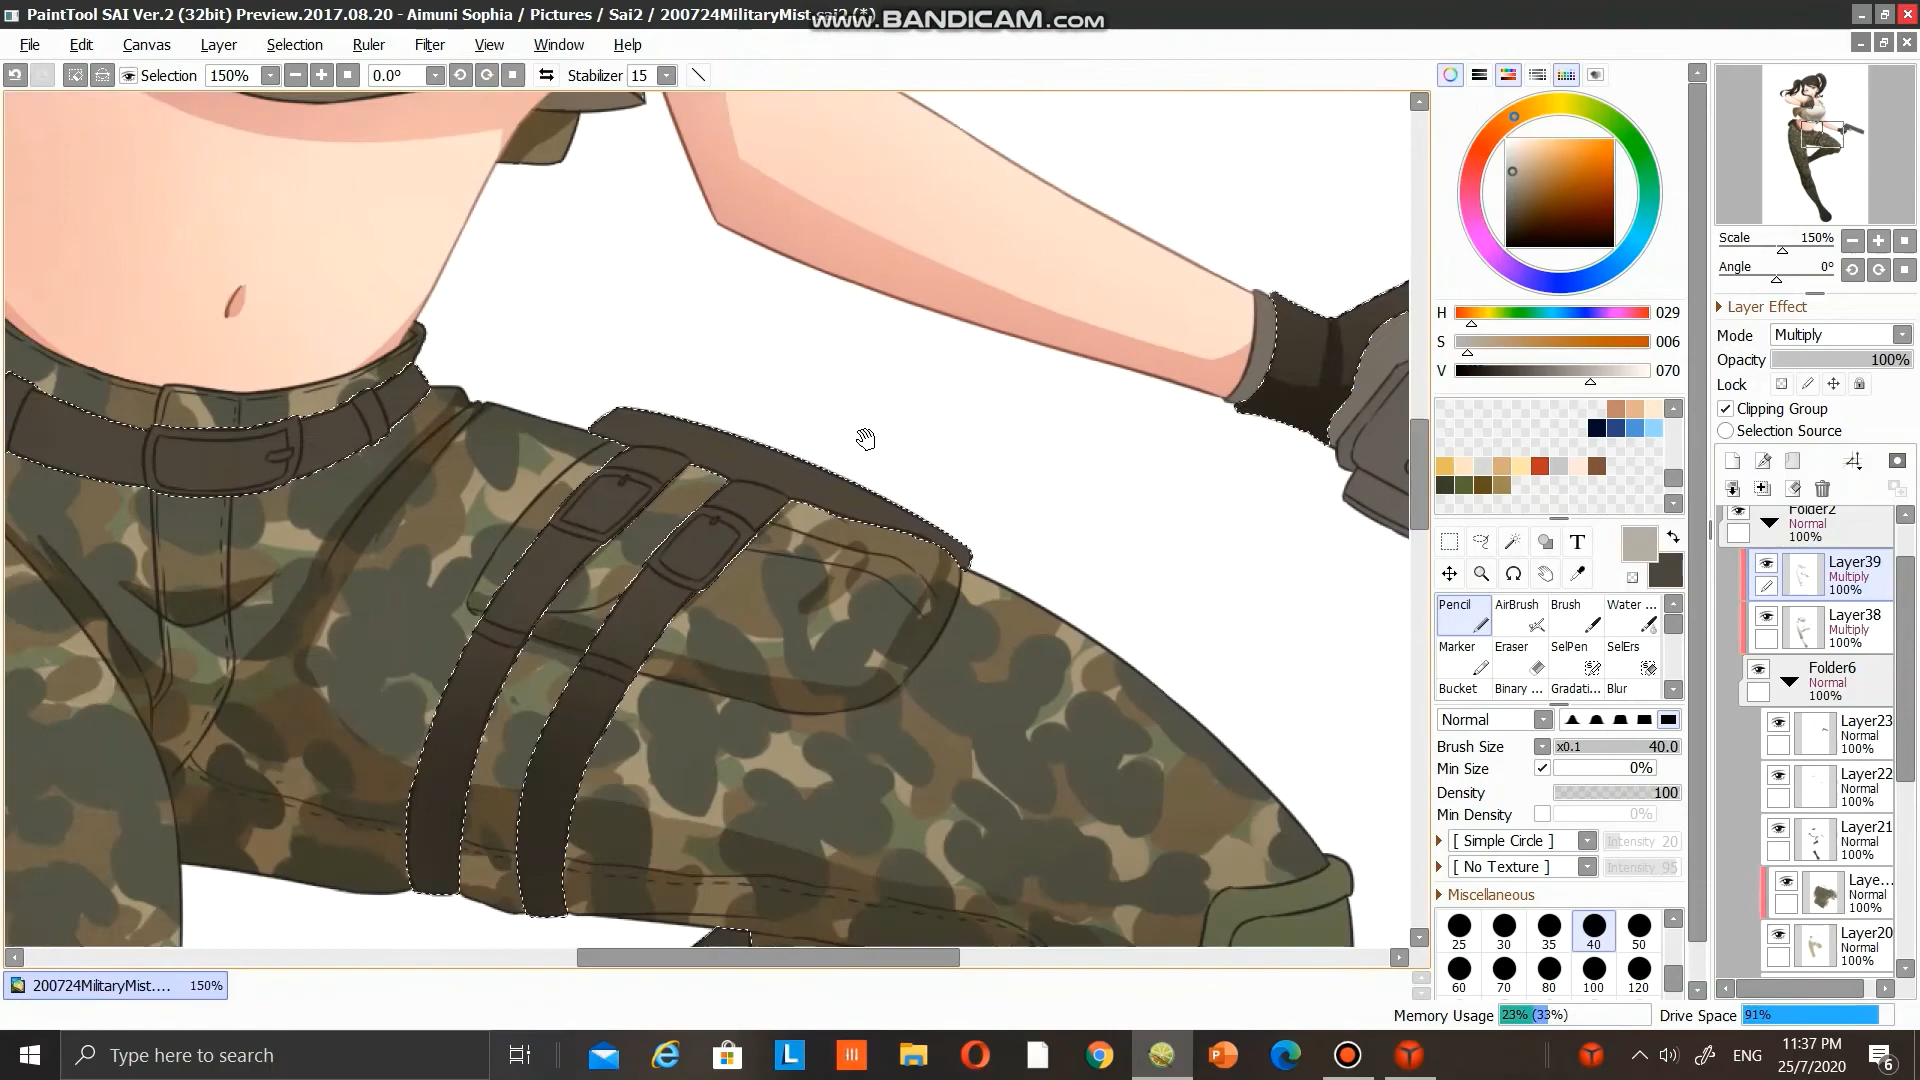 PaintTool SAI Ver.2 (32bit) Preview.2017.08.20 - Aimuni Sophia / Pictures / Sai2 / 200724MilitaryMist.sai2 (*)
www.BANDICAM.com
File Edit Canvas Layer Selection Ruler Filter View Window Help
Selection 150% 0.0° Stabilizer 15
H 029
S 006
V 070
T
Pencil AirBrush Brush Water ...
Marker Eraser SelPen SelErs
Bucket Binary ... Gradati... Blur
Normal
Brush Size x0.1 40.0
Min Size 0%
Density 100
Min Density 0%
[ Simple Circle ] Intensity 20
[ No Texture ] Intensity 95
Miscellaneous
25 30 35 40 50
60 70 80 100 120
Scale 150%
Angle 0°
Layer Effect
Mode Multiply
Opacity 100%
Lock
Clipping Group
Selection Source
Folder2
Normal
100%
Layer39
Multiply
100%
Layer38
Multiply
100%
Folder6
Normal
100%
Layer23
Normal
100%
Layer22
Normal
100%
Layer21
Normal
100%
Laye...
Normal
100%
Layer20
Normal
100%
200724MilitaryMist.... 150%
Memory Usage 23% (33%) Drive Space 91%
Type here to search
L
ENG
11:37 PM
25/7/2020
6